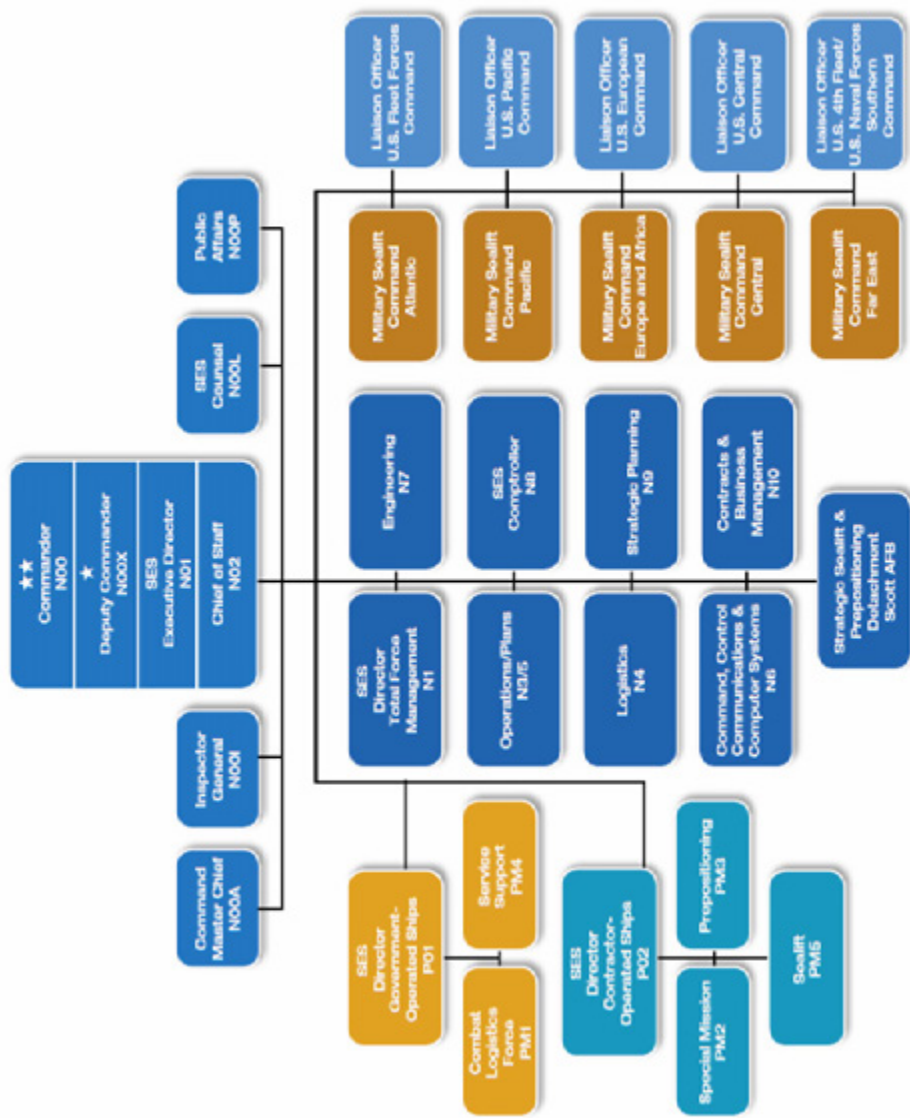 ★★
Commander
N00
★
Deputy Commander
N00X
SES
Executive Director
N01
Chief of Staff
N02
Command
Master Chief
N00A
Inspector
General
N00I
SES
Counsel
N00L
Public
Affairs
N00P
SES
Director
Government-
Operated Ships
P01
Combat
Logistics
Force
PM1
Service
Support
PM4
SES
Director
Contractor-
Operated Ships
P02
Special Mission
PM2
Prepositioning
PM3
Sealift
PM5
SES
Director
Total Force
Management
N1
Engineering
N7
Operations/Plans
N3/5
SES
Comptroller
N8
Logistics
N4
Strategic Planning
N9
Command, Control
Communications &
Computer Systems
N6
Contracts &
Business
Management
N10
Strategic Sealift &
Prepositioning
Detachment
Scott AFB
Military Sealift
Command
Atlantic
Liaison Officer
U.S. Fleet Forces
Command
Military Sealift
Command
Pacific
Liaison Officer
U.S. Pacific
Command
Military Sealift
Command
Europe and Africa
Liaison Officer
U.S. European
Command
Military Sealift
Command
Central
Liaison Officer
U.S. Central
Command
Military Sealift
Command
Far East
Liaison Officer
U.S. 4th Fleet/
U.S. Naval Forces
Southern
Command